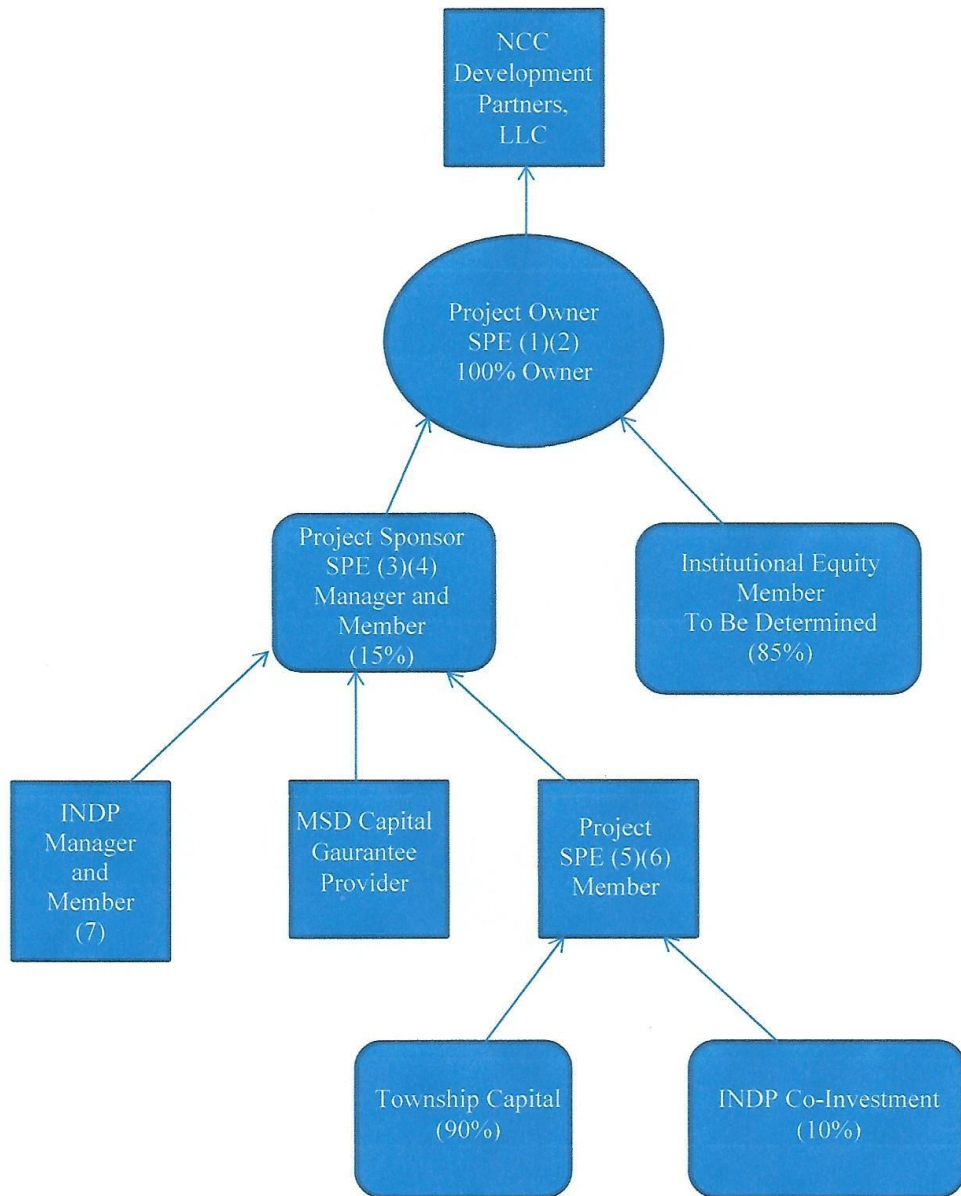 NCC
Development
Partners,
LLC
Project Owner
SPE (1)(2)
100% Owner
Project Sponsor
SPE (3)(4)
Manager and
Member
(15%)
Institutional Equity
Member
To Be Determined
(85%)
INDP
Manager
and
Member
(7)
MSD Capital
Gaurantee
Provider
Project
SPE (5)(6)
Member
Township Capital
(90%)
INDP Co-Investment
(10%)